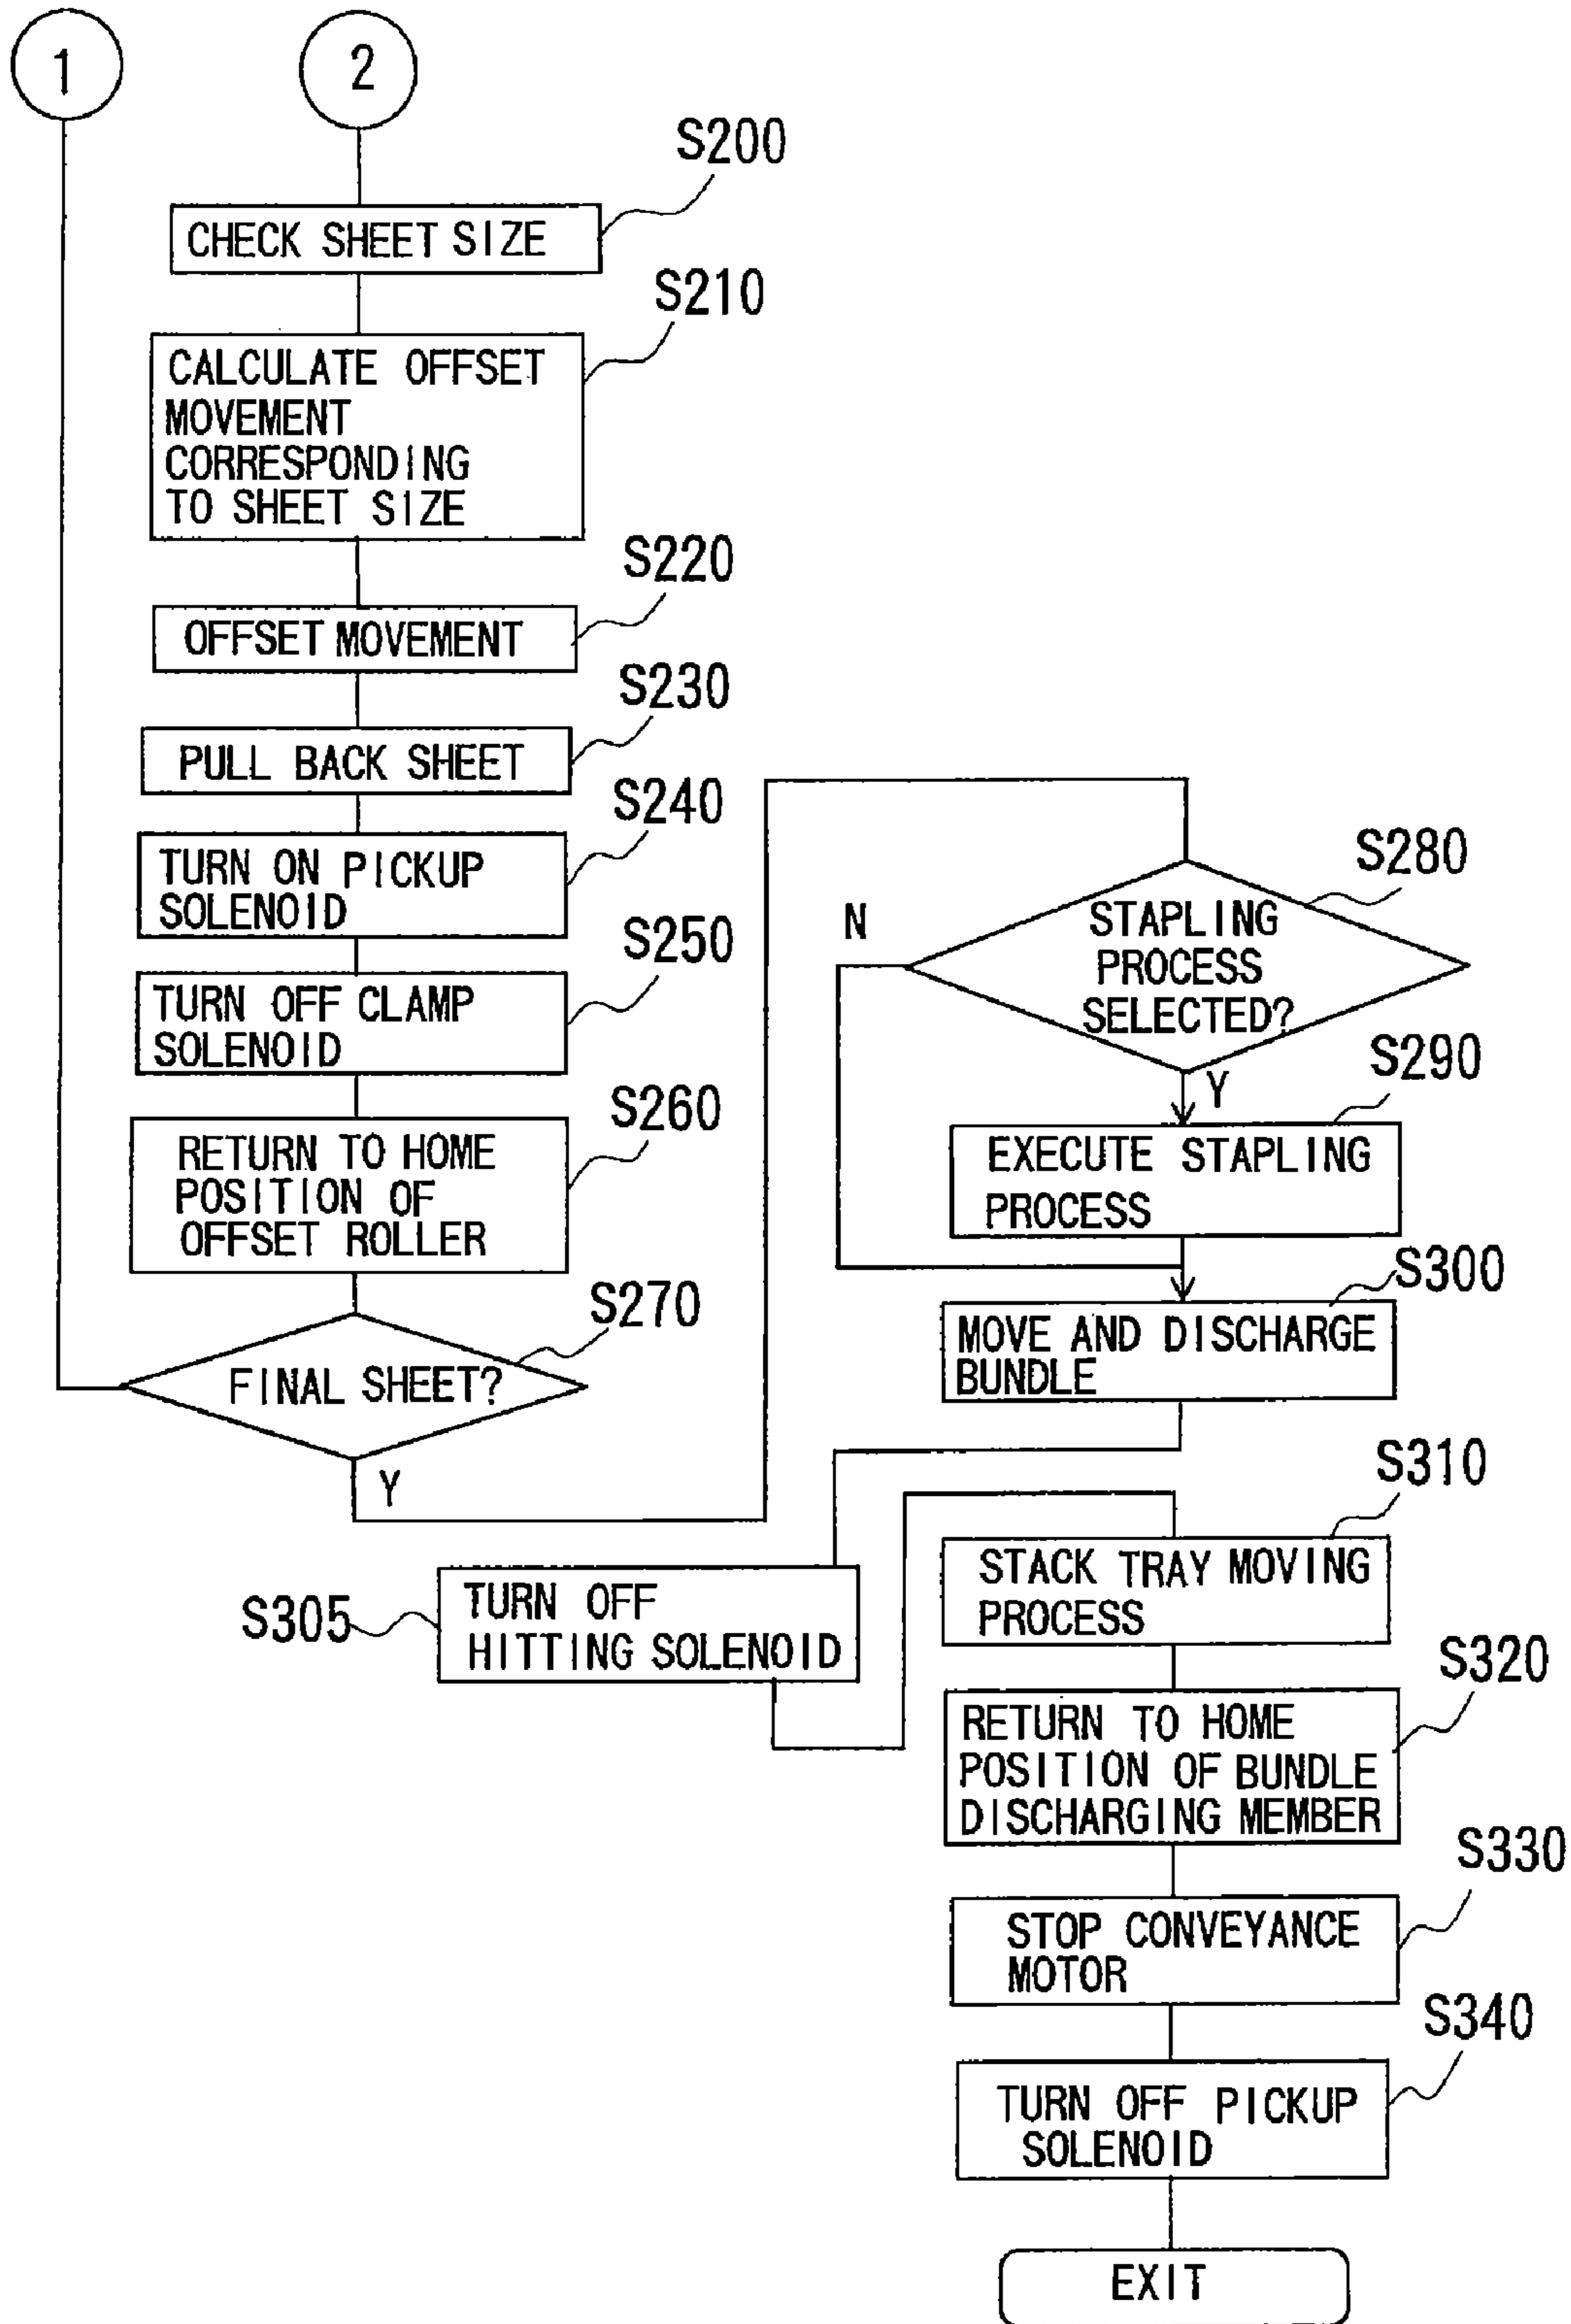 1
2
S200
CHECK SHEET SIZE
S210
CALCULATE OFFSET
MOVEMENT
CORRESPONDING
TO SHEET SIZE
S220
OFFSET MOVEMENT
S230
PULL BACK SHEET
S240
TURN ON PICKUP
SOLENOID
S250
TURN OFF CLAMP
SOLENOID
S260
RETURN TO HOME
POSITION OF
OFFSET ROLLER
S270
FINAL SHEET?
Y
S280
STAPLING
PROCESS
SELECTED?
N
Y
S290
EXECUTE STAPLING
PROCESS
S300
MOVE AND DISCHARGE
BUNDLE
S305
TURN OFF
HITTING SOLENOID
S310
STACK TRAY MOVING
PROCESS
S320
RETURN TO HOME
POSITION OF BUNDLE
DISCHARGING MEMBER
S330
STOP CONVEYANCE
MOTOR
S340
TURN OFF PICKUP
SOLENOID
EXIT